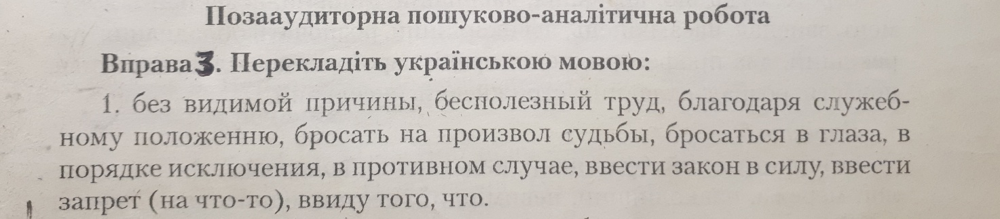 Позааудиторна пошуково-аналітична робота
Вправа 3. Перекладіть українською мовою:
1. без видимой причины, бесполезный труд, благодаря служеб-
ному положенню, бросать на произвол судьбы, бросаться в глаза, в
порядке исключения, в противном случае, ввести закон в силу, ввести
запрет (на что-то), ввиду того, что.